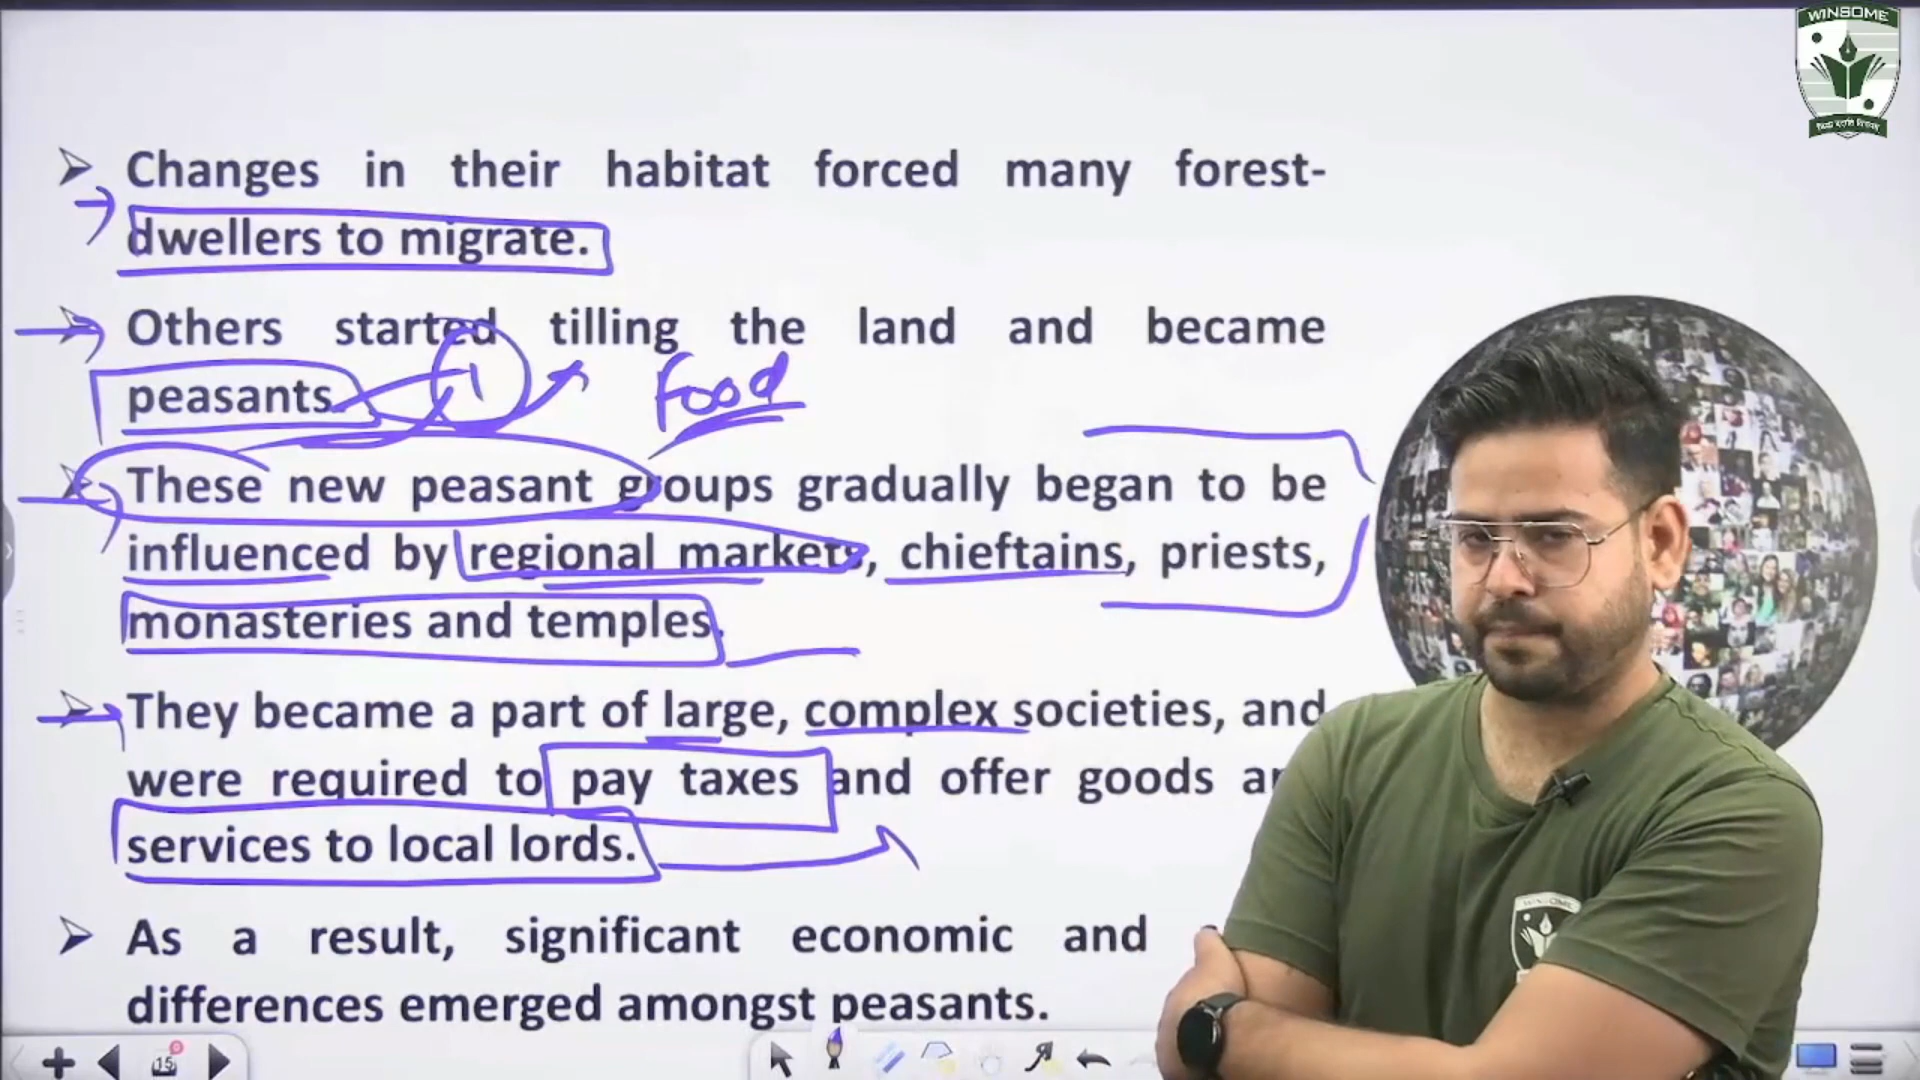 WINSOME
Changes in their habitat forced many forest-
dwellers to migrate.
Others started tilling the land and became
peasants.
1
Food
These new peasant groups gradually began to be
influenced by regional markets, chieftains, priests,
monasteries and temples.
They became a part of large, complex societies, and
were required to pay taxes and offer goods
services to local lords.
As a result, significant economic and
differences emerged amongst peasants.
15